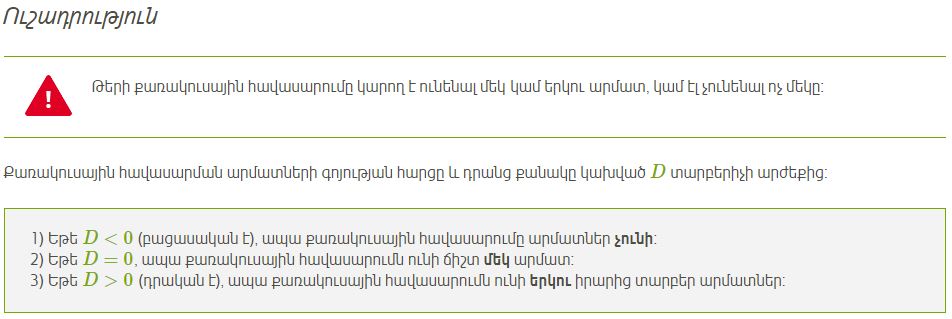 Ուշադրություն
Թերի քառակուսային հավասարումը կարող է ունենալ մեկ կամ երկու արմատ, կամ էլ չունենալ ոչ մեկը:
Քառակուսային հավասարման արմատների գոյության հարցը և դրանց քանակը կախված D տարբերիչի արժեքից:
1) Եթե D < 0 (բացասական է), ապա քառակուսային հավասարումը արմատներ չունի:
2) Եթե D = 0, ապա քառակուսային հավասարումն ունի ճիշտ մեկ արմատ:
3) Եթե D > 0 (դրական է), ապա քառակուսային հավասարումն ունի երկու իրարից տարբեր արմատներ: